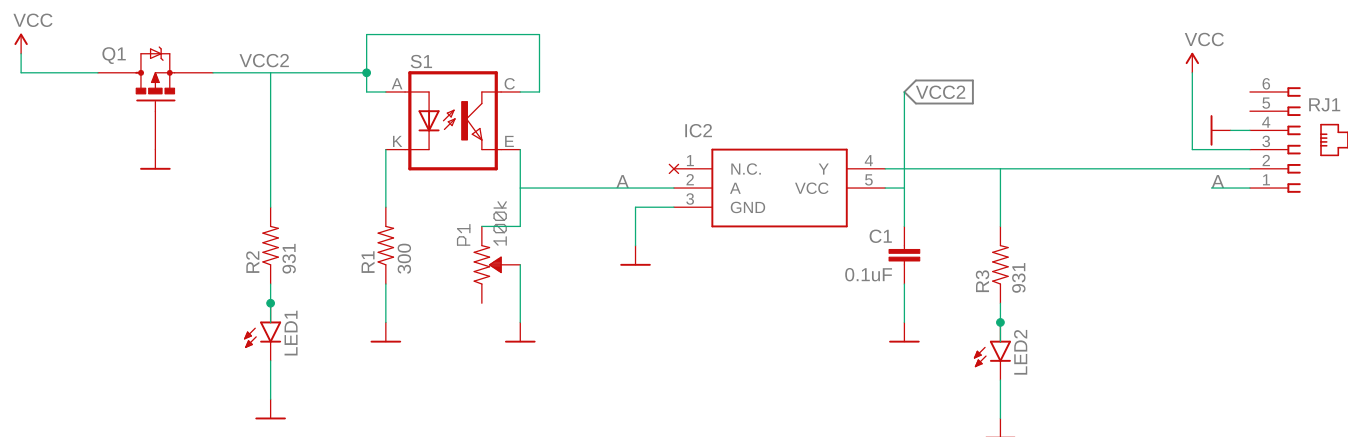 VCC
Q1
VCC2
S1
A
C
K
E
R2
931
LED1
R1
300
P1
100k
A
IC2
1
2
3
N.C.
A
GND
Y
VCC
4
5
VCC2
C1
0.1uF
R3
931
LED2
VCC
6
5
4
3
2
1
A
RJ1